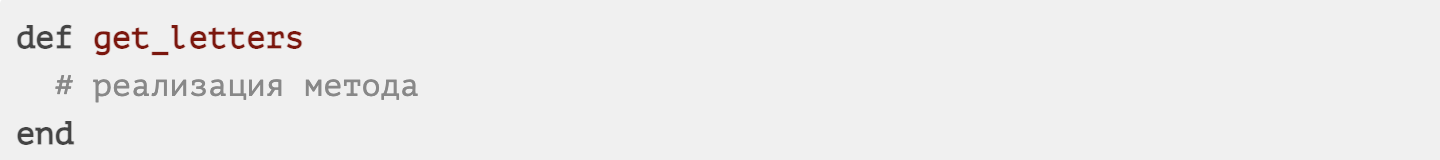 def get_letters
  # реализация метода
end